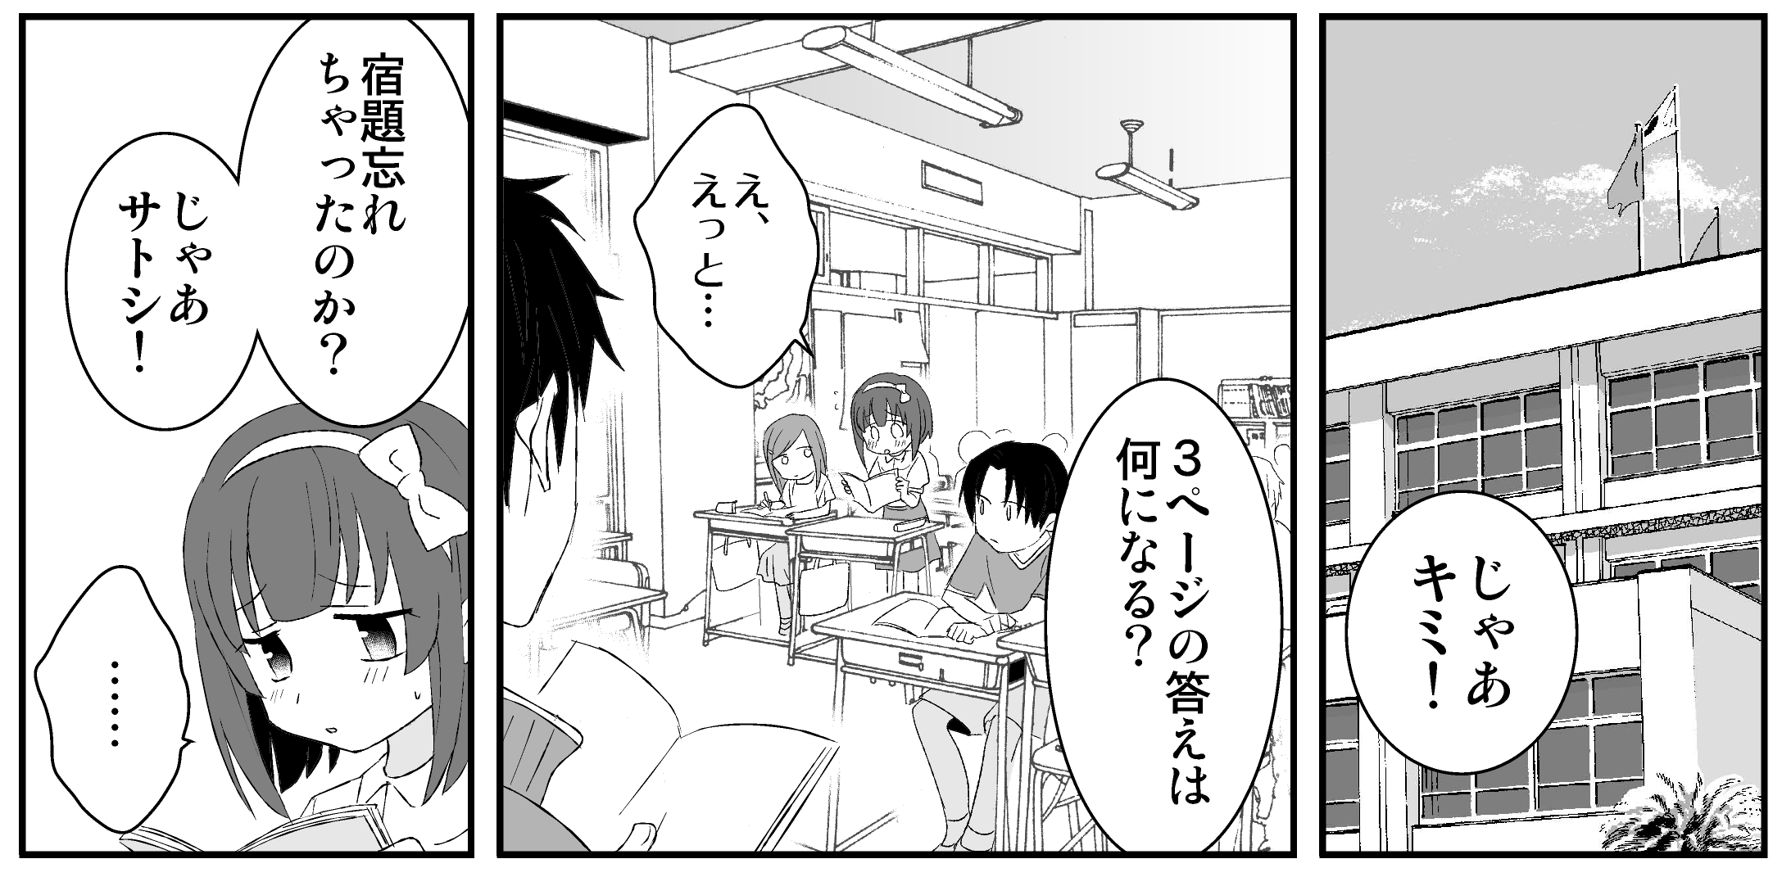 じゃあ
キミ！
３ページの答えは
何になる？
え、
えっと…
宿題忘れ
ちゃったのか？
じゃあ
サトシ！
……